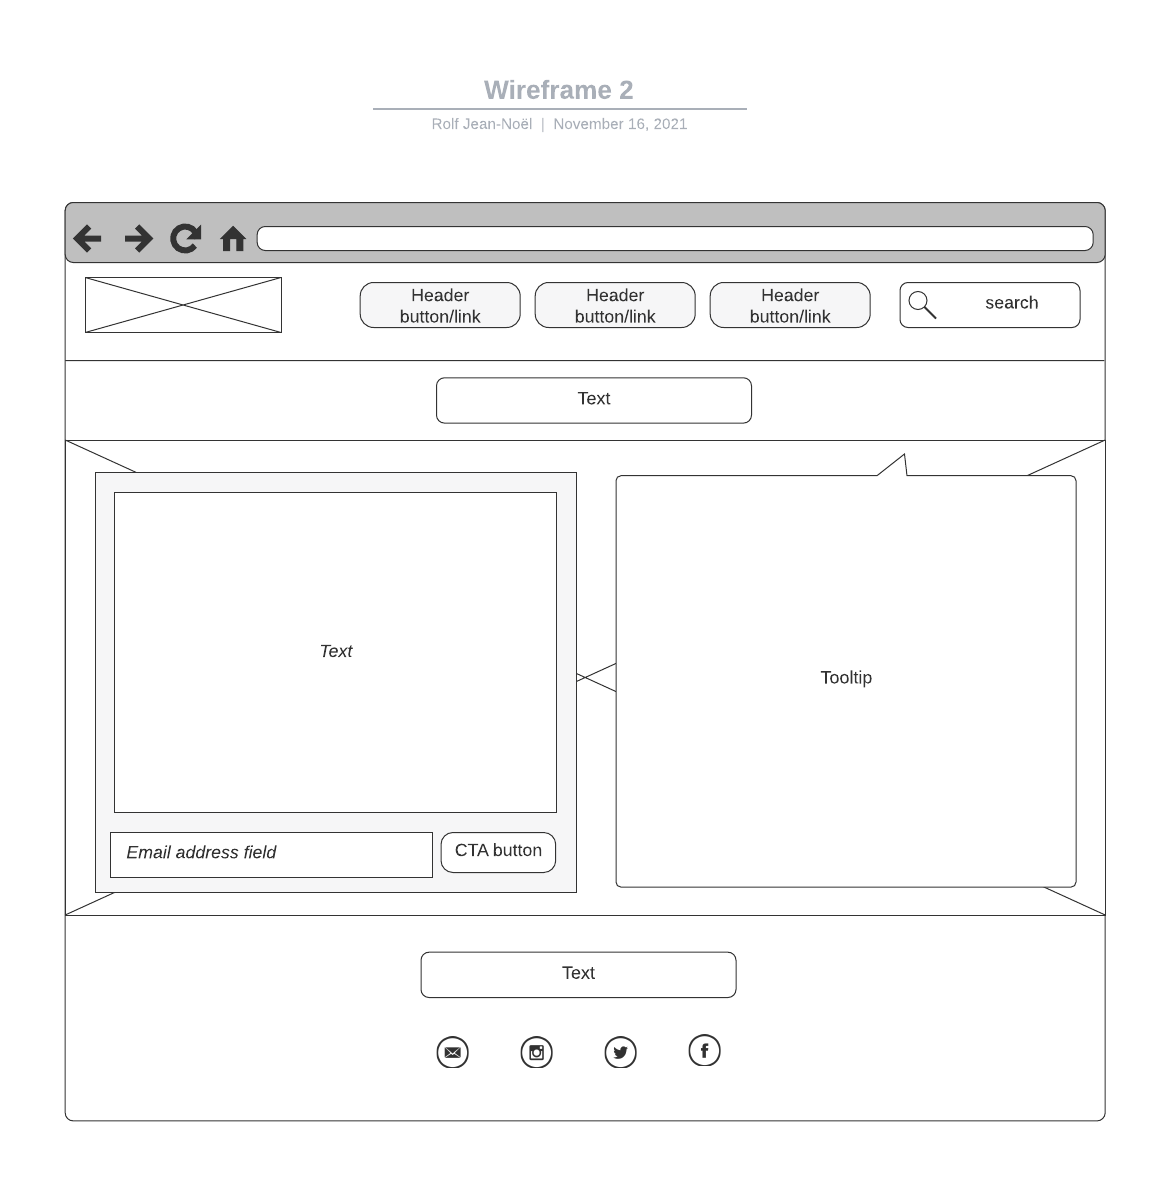 Wireframe 2
Rolf Jean-Noël | November 16, 2021
Header
button/link
Header
button/link
Header
button/link
search
Text
Text
Tooltip
Email address field
CTA button
Text